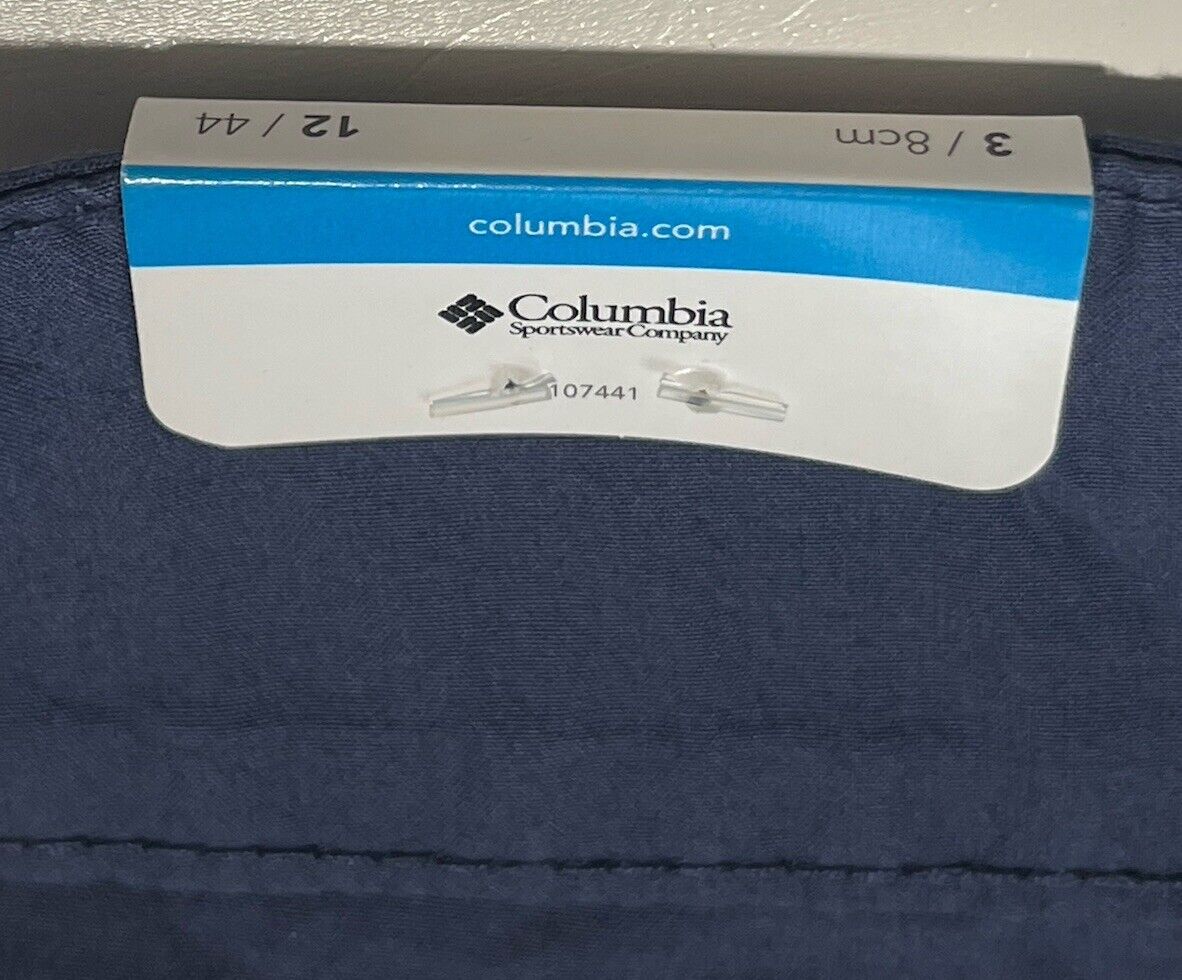 12 / 44
3 / 8cm
columbia.com
Columbia
Sportswear Company
107441